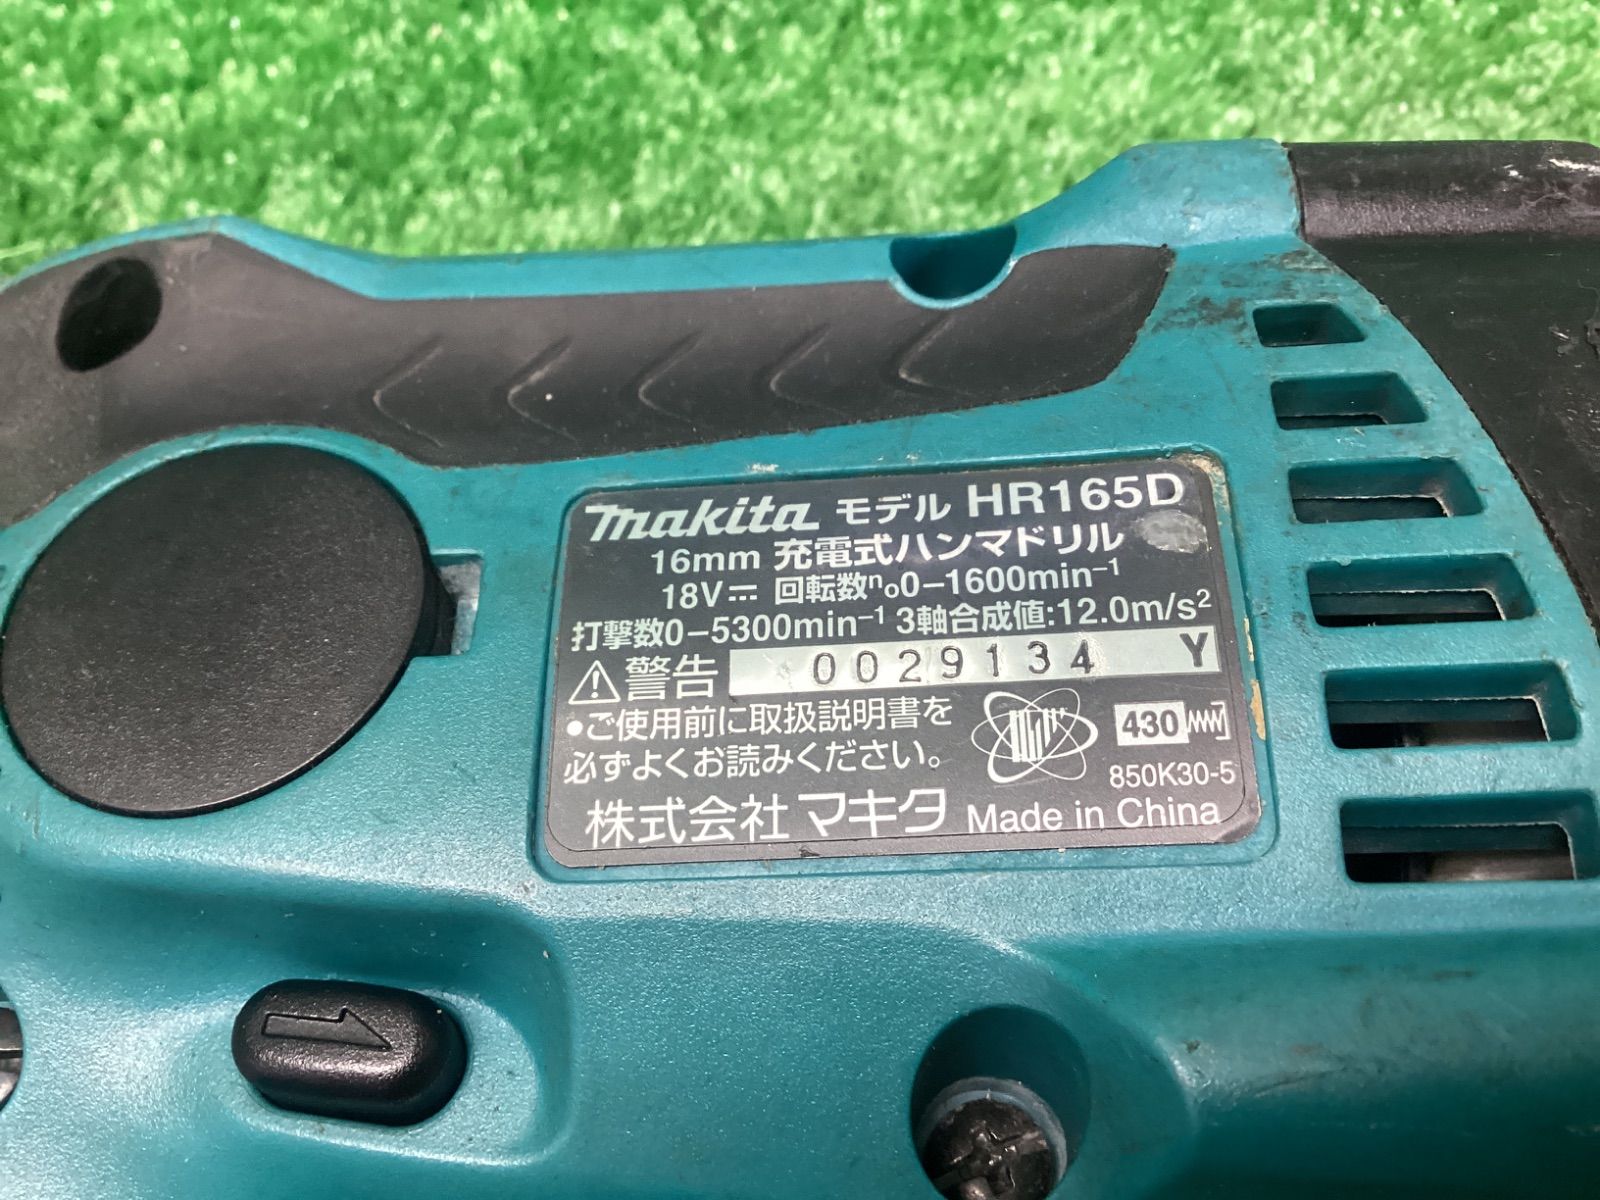 makita モデル HR165D
16mm 充電式ハンマドリル
18V⎓ 回転数n₀0–1600min⁻¹
打撃数0–5300min⁻¹ 3軸合成値:12.0m/s²
⚠警告 0029134 Y
●ご使用前に取扱説明書を
必ずよくお読みください。
430
850K30-5
株式会社 マキタ Made in China